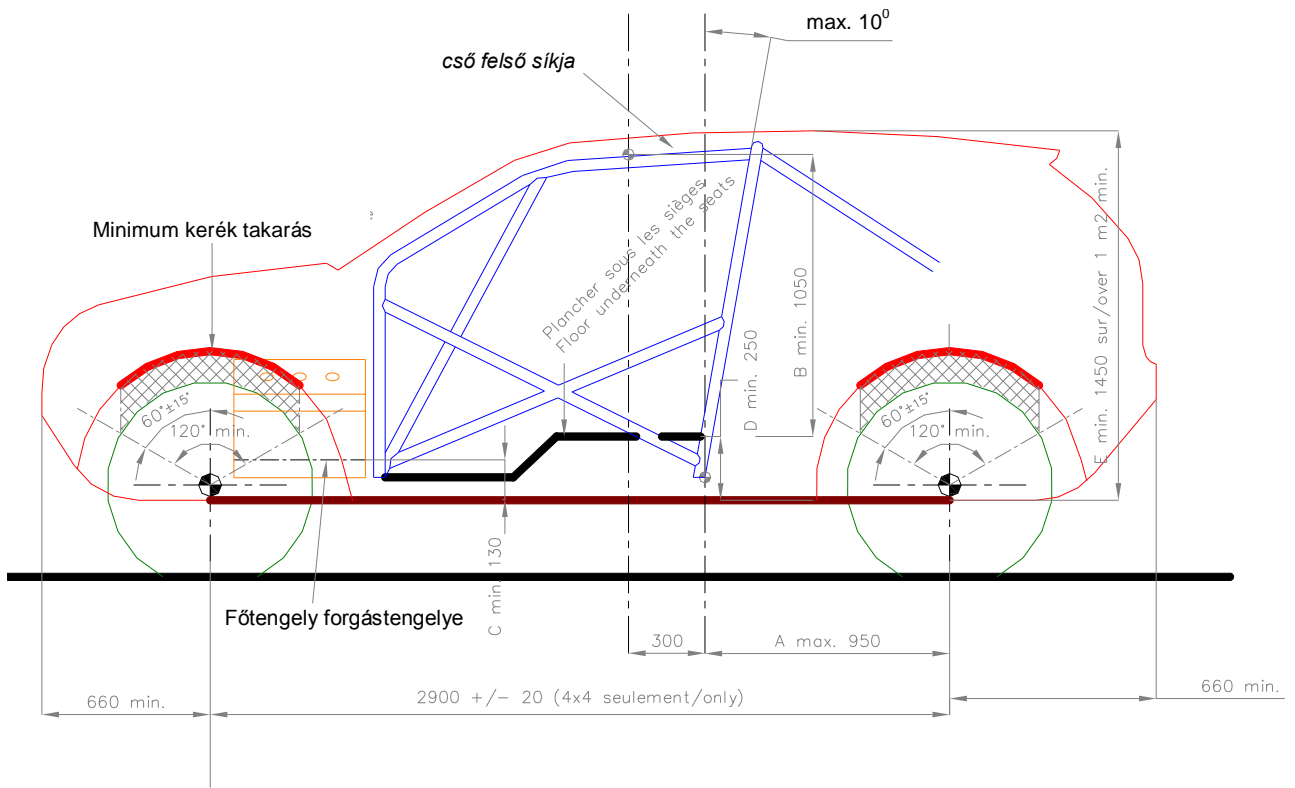 max. 10⁰
cső felső síkja
Minimum kerék takarás
Plancher sous les sièges
Floor underneath the seats
D min. 250
B min. 1050
E min. 1450 sur/over 1 m2 min.
60°±15°
120° min.
60°±15°
120° min.
C min. 130
Főtengely forgástengelye
300
A max. 950
660 min.
2900 +/- 20 (4x4 seulement/only)
660 min.